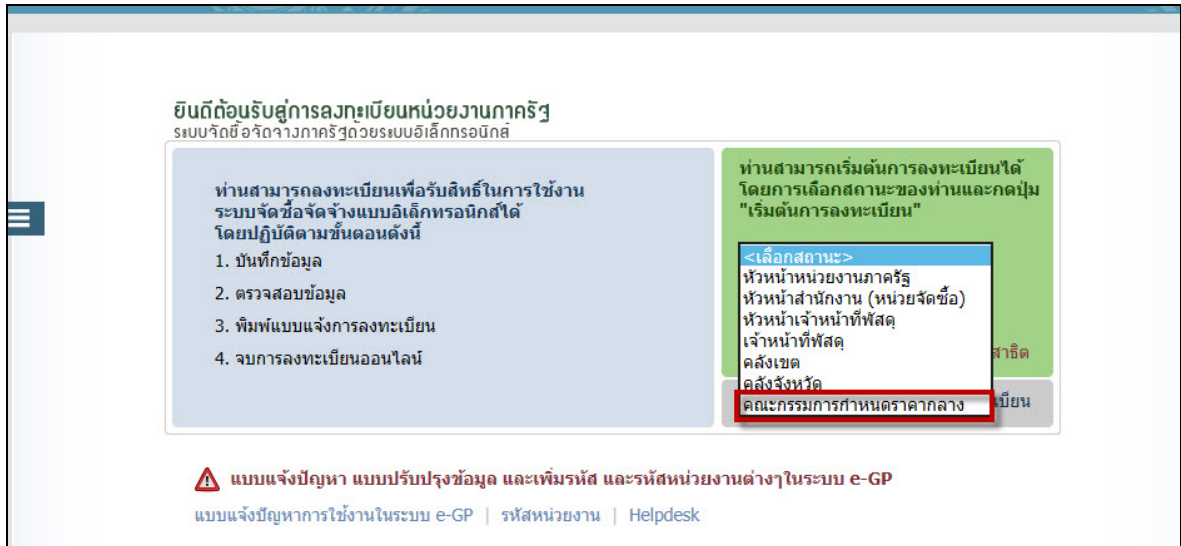 ยินดีต้อนรับสู่การลงทะเบียนหน่วยงานภาครัฐ
ระบบจัดซื้อจัดจ้างภาครัฐด้วยระบบอิเล็กทรอนิกส์
ท่านสามารถลงทะเบียนเพื่อรับสิทธิ์ในการใช้งาน
ระบบจัดซื้อจัดจ้างแบบอิเล็กทรอนิกส์ได้
โดยปฏิบัติตามขั้นตอนดังนี้
1. บันทึกข้อมูล
2. ตรวจสอบข้อมูล
3. พิมพ์แบบแจ้งการลงทะเบียน
4. จบการลงทะเบียนออนไลน์
ท่านสามารถเริ่มต้นการลงทะเบียนได้
โดยการเลือกสถานะของท่านและกดปุ่ม
"เริ่มต้นการลงทะเบียน"
<เลือกสถานะ>
หัวหน้าหน่วยงานภาครัฐ
หัวหน้าสำนักงาน (หน่วยจัดซื้อ)
หัวหน้าเจ้าหน้าที่พัสดุ
เจ้าหน้าที่พัสดุ
คลังเขต
สาธิต
คลังจังหวัด
คณะกรรมการกำหนดราคากลาง
เบียน
แบบแจ้งปัญหา แบบปรับปรุงข้อมูล และเพิ่มรหัส และรหัสหน่วยงานต่างๆในระบบ e-GP
แบบแจ้งปัญหาการใช้งานในระบบ e-GP | รหัสหน่วยงาน | Helpdesk